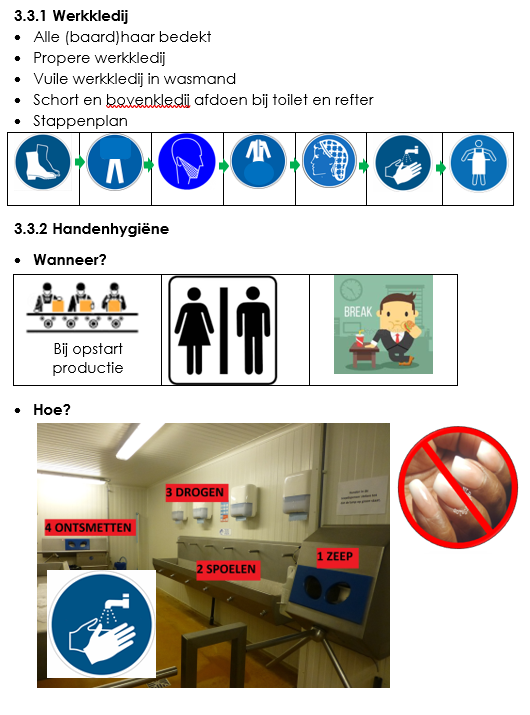 3.3.1 Werkkledij
• Alle (baard)haar bedekt
• Propere werkkledij
• Vuile werkkledij in wasmand
• Schort en bovenkledij afdoen bij toilet en refter
• Stappenplan
3.3.2 Handenhygiëne
• Wanneer?
Bij opstart
productie
BREAK
• Hoe?
3 DROGEN
4 ONTSMETTEN
2 SPOELEN
1 ZEEP